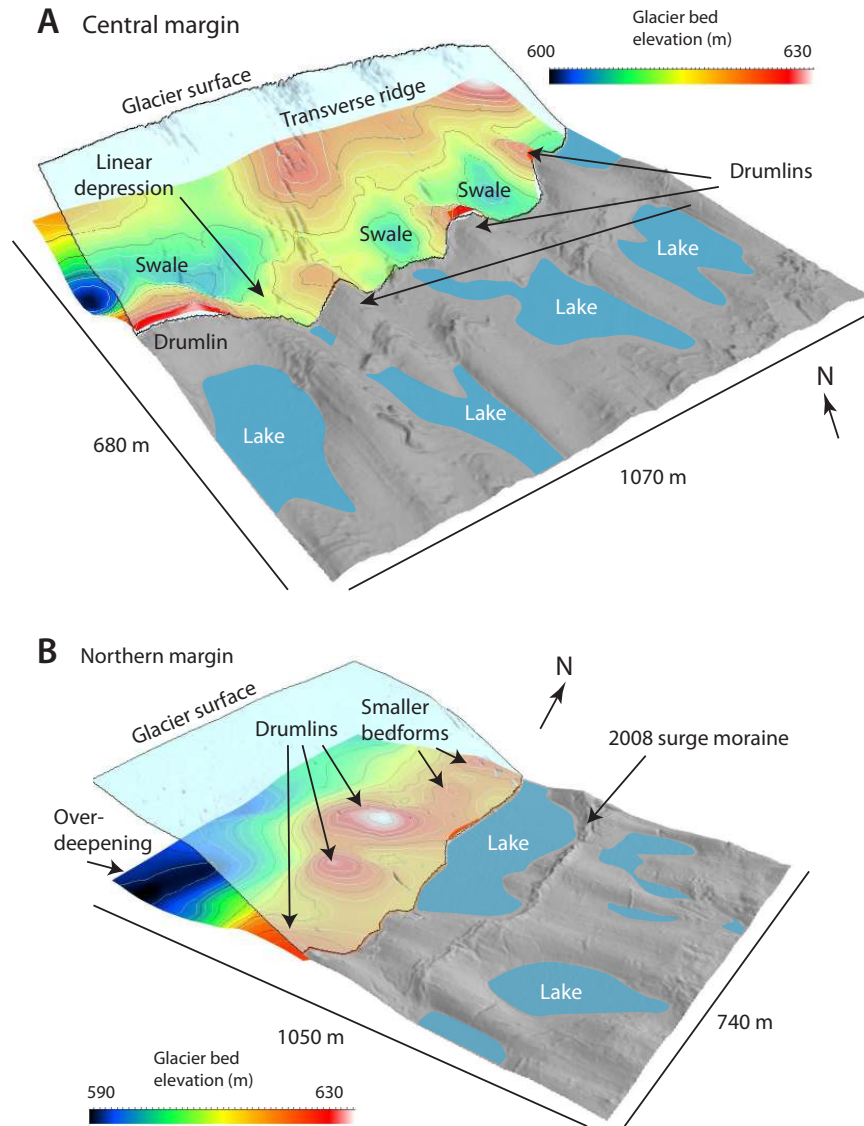 A Central margin
Glacier bed
elevation (m)
600
630
Glacier surface
Transverse ridge
Linear
depression
Drumlins
Swale
Swale
Swale
Lake
Lake
Drumlin
N
Lake
Lake
680 m
1070 m
B Northern margin
N
Glacier surface
Smaller
bedforms
Drumlins
2008 surge moraine
Over-
deepening
Lake
Lake
1050 m
740 m
Glacier bed
elevation (m)
590
630